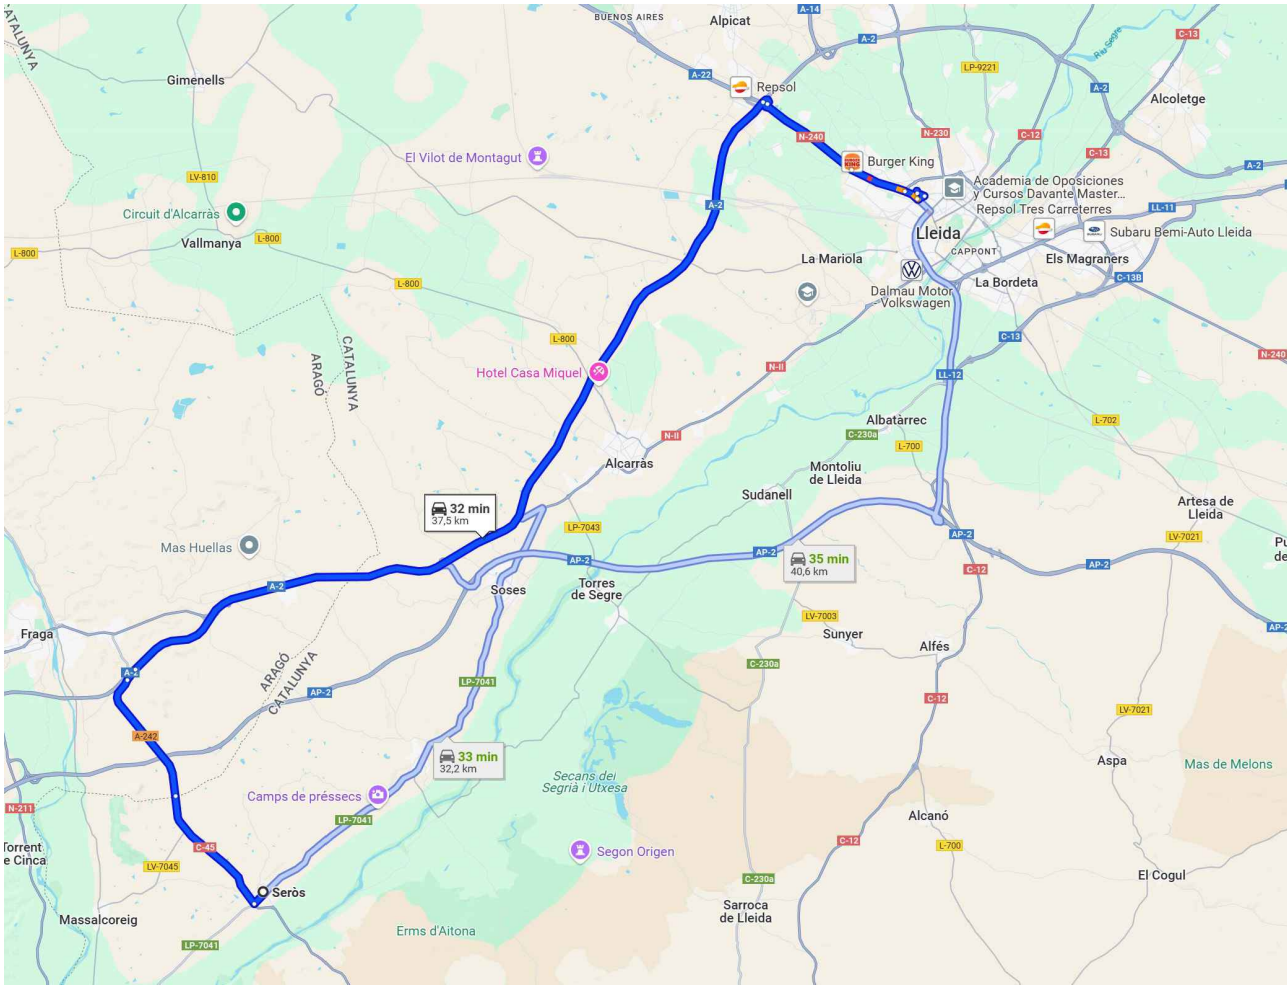 CATALUNYA
BUENOS AIRES
Alpicat
A-14
A-2
C-13
Riu Segre
Gimenells
A-22
Repsol
LP-9221
A-2
Alcoletge
N-240
N-230
C-12
C-13
El Vilot de Montagut
Burger King
A-2
LV-810
Academia de Oposiciones
y Cursos Davante Master...
Circuit d'Alcarràs
A-2
Repsol Tres Carreterres
LL-11
Vallmanya
L-800
L-800
Lleida
Subaru Bemi-Auto Lleida
CAPPONT
La Mariola
Els Magraners
C-13B
L-800
La Bordeta
Dalmau Motor
- Volkswagen
L-800
C-13
CATALUNYA
ARAGÓ
N-240
Hotel Casa Miquel
N-II
LL-12
Albatàrrec
L-702
N-II
C-230a
L-700
Alcarràs
Montoliu
de Lleida
Sudanell
32 min
37,5 km
Artesa de
Lleida
LP-7043
AP-2
LV-7021
Mas Huellas
AP-2
AP-2
35 min
40,6 km
AP-2
C-12
A-2
Soses
Torres
de Segre
LV-7003
Fraga
Sunyer
AP-2
Alfés
ARAGÓ
CATALUNYA
C-230a
A-2
LP-7041
AP-2
C-12
LV-7021
A-242
33 min
32,2 km
Aspa
Mas de Melons
Secans del
Segrià i Utxesa
Camps de préssecs
N-211
LP-7041
Alcanó
Torrent
e Cinca
C-45
C-12
L-700
Segon Origen
LV-7045
C-230a
El Cogul
Seròs
Massalcoreig
Sarroca
de Lleida
Erms d'Aitona
LP-7041